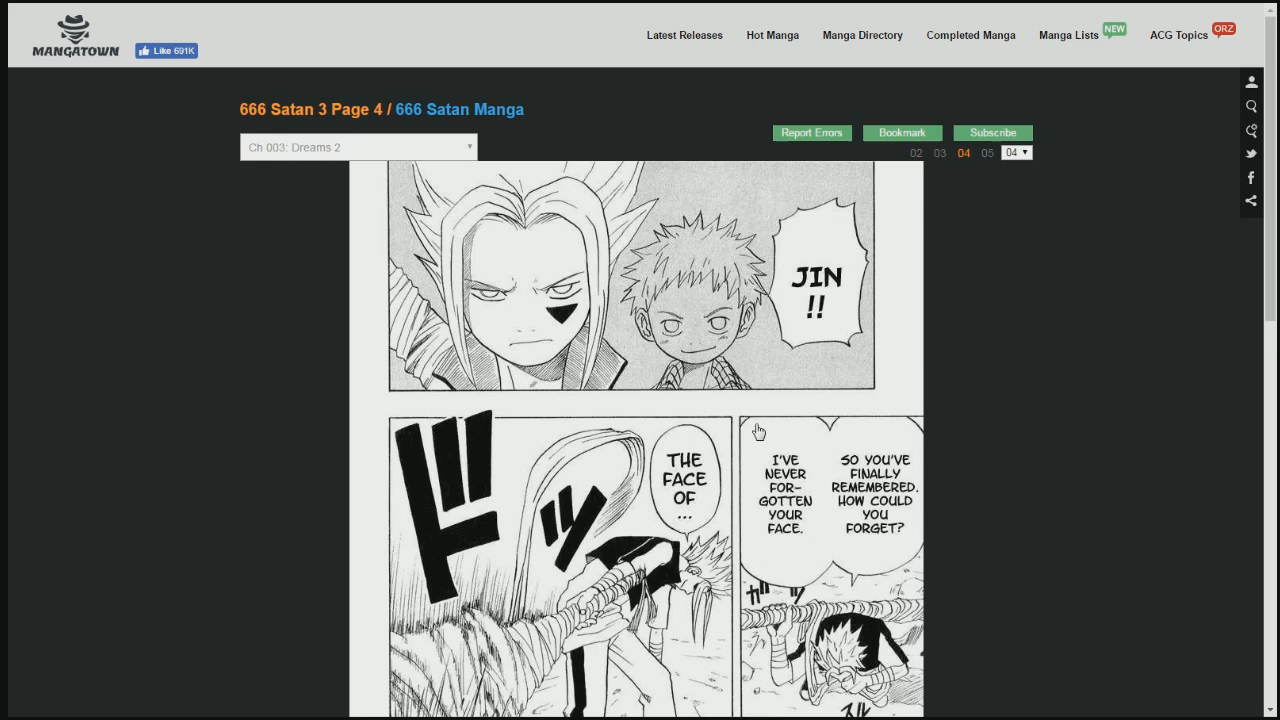 MANGATOWN
Like 691K
Latest Releases
Hot Manga
Manga Directory
Completed Manga
Manga Lists
NEW
ACG Topics
ORZ
666 Satan 3 Page 4 / 666 Satan Manga
Report Errors
Bookmark
Subscribe
Ch 003: Dreams 2
02 03 04 05 04
JIN
!!
SO YOU'VE
FINALLY
REMEMBERED.
HOW COULD
YOU
FORGET?
I'VE
NEVER
FOR-
GOTTEN
YOUR
FACE.
THE
FACE
OF
...
ガッ
ドッ